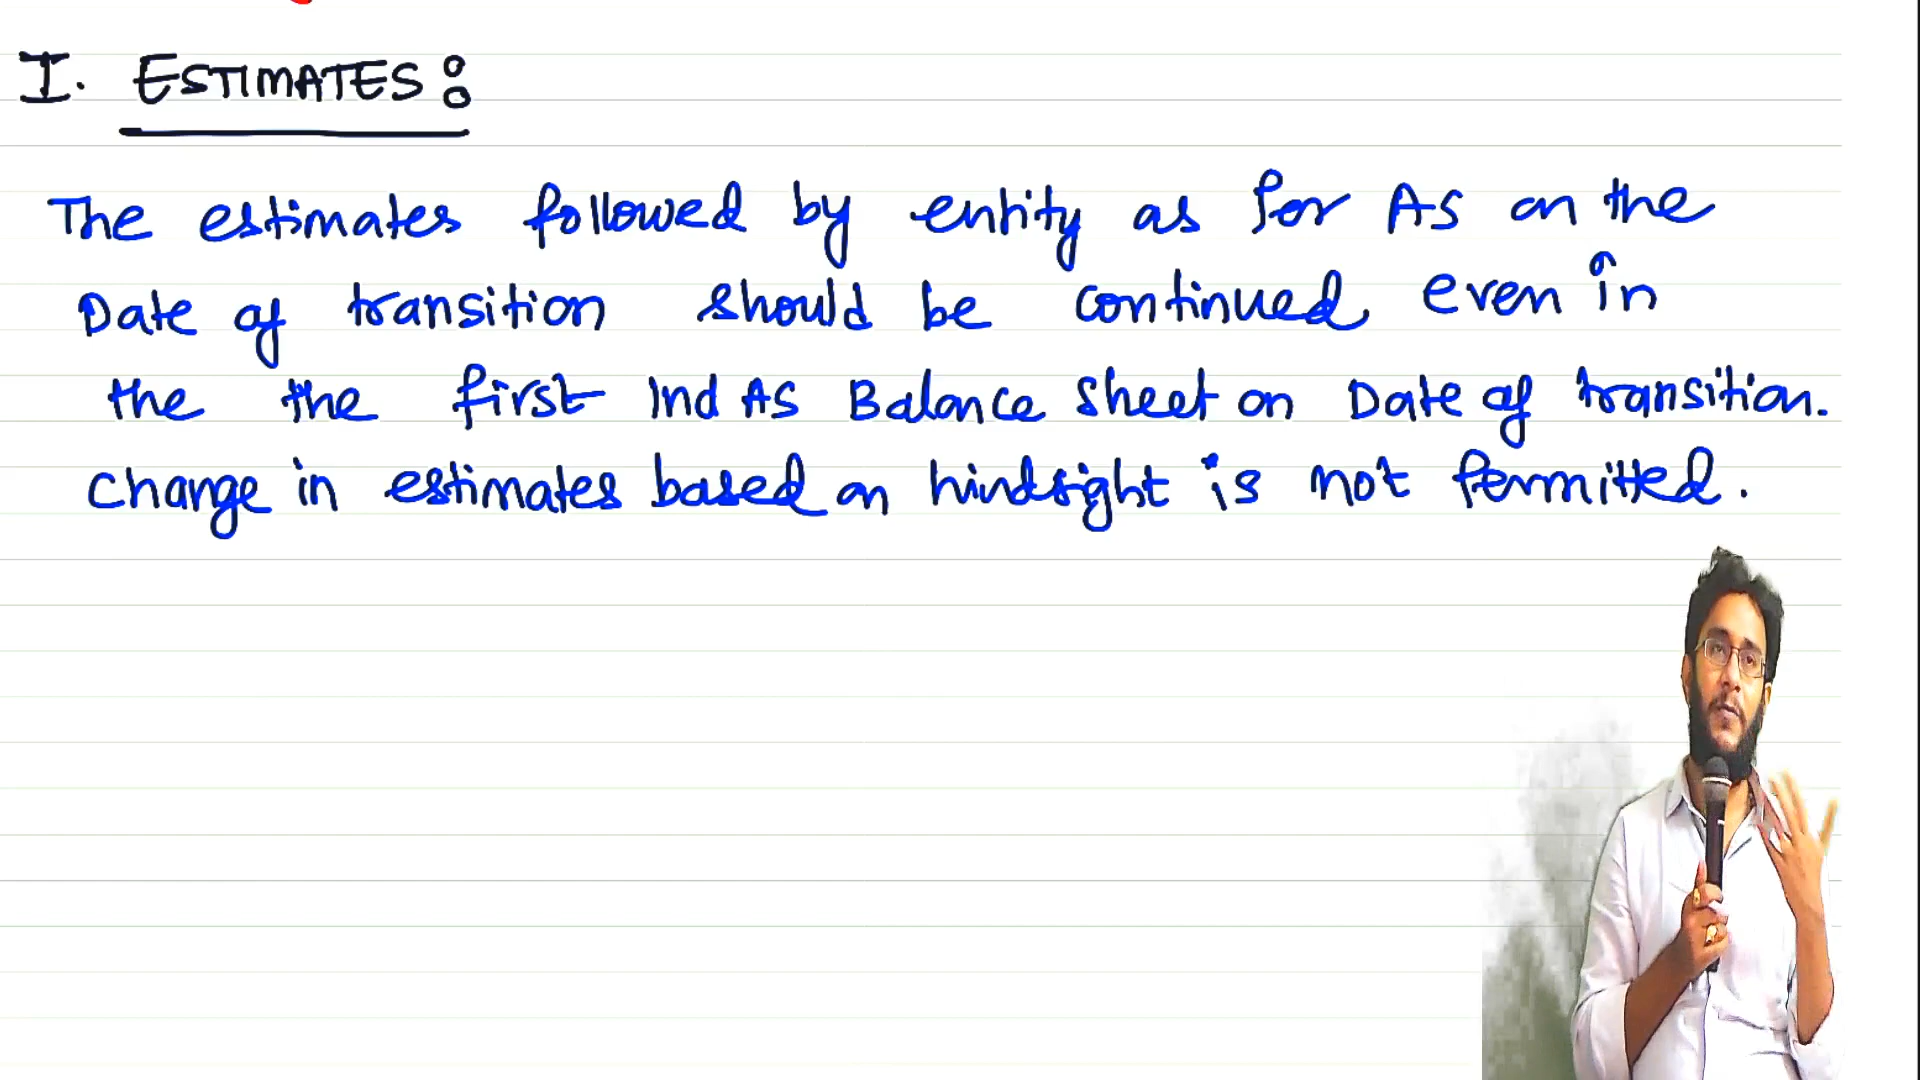 I. ESTIMATES:
The estimates followed by entity as per AS on the
Date of transition should be continued even in
the the first Ind AS Balance Sheet on Date of transition.
Change in estimates based on hindsight is not permitted.